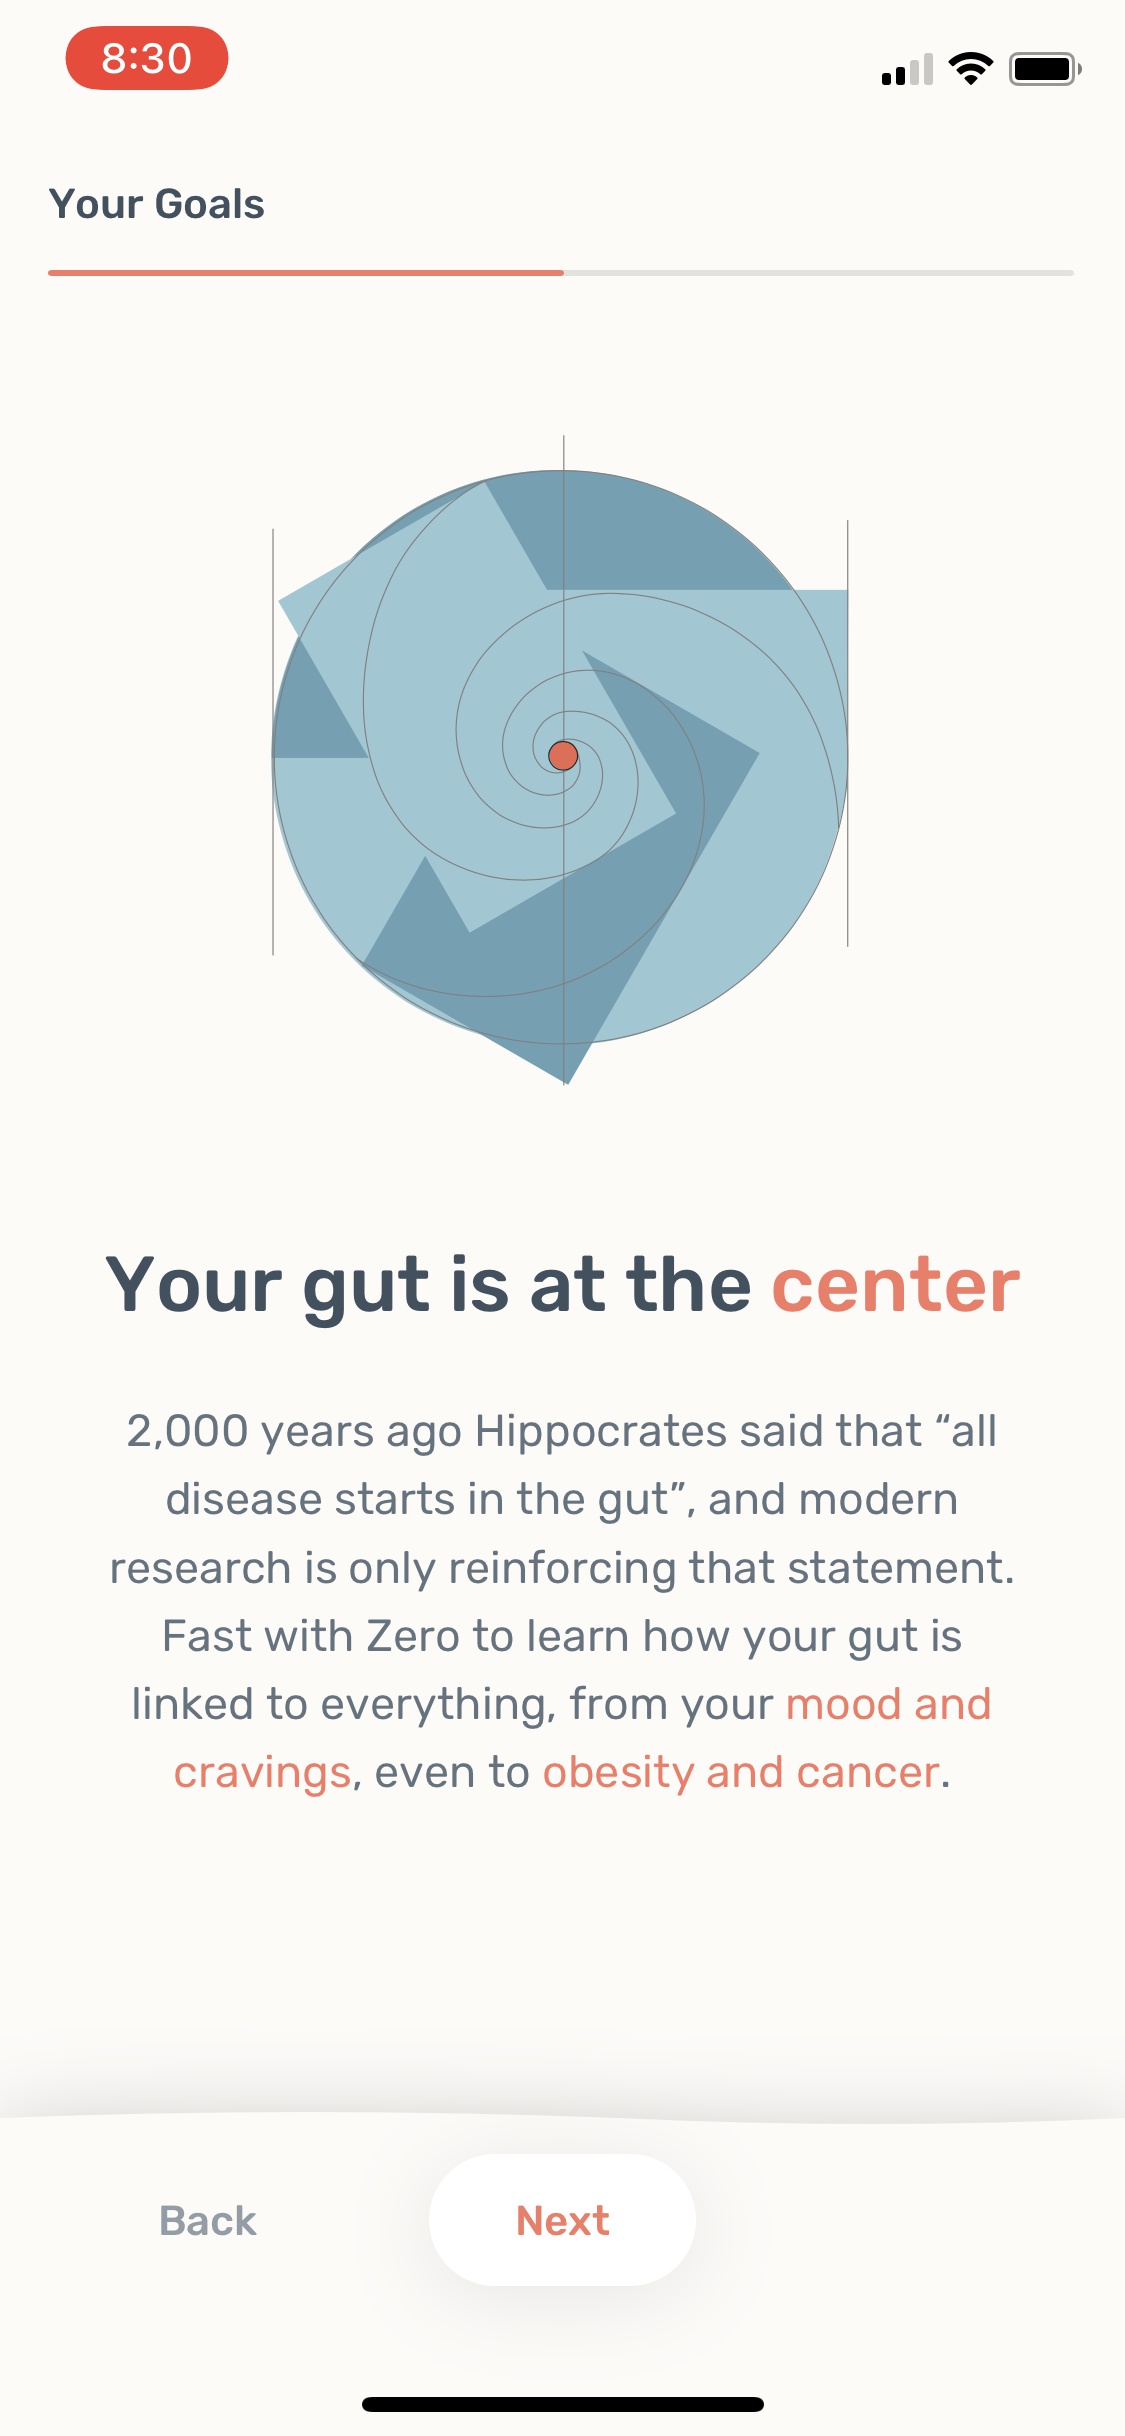 8:30
Your Goals
Your gut is at the center
2,000 years ago Hippocrates said that “all
disease starts in the gut”, and modern
research is only reinforcing that statement.
Fast with Zero to learn how your gut is
linked to everything, from your mood and
cravings, even to obesity and cancer.
Back
Next